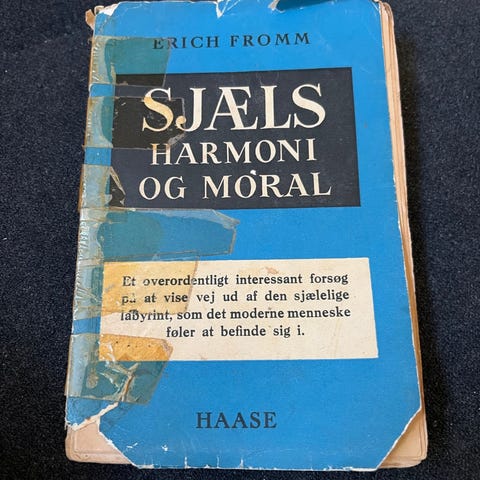 ERICH FROMM
SJÆLS
HARMONI
OG MORAL
Et overordentligt interessant forsøg
på at vise vej ud af den sjælelige
labyrint, som det moderne menneske
føler at befinde sig i.
HAASE